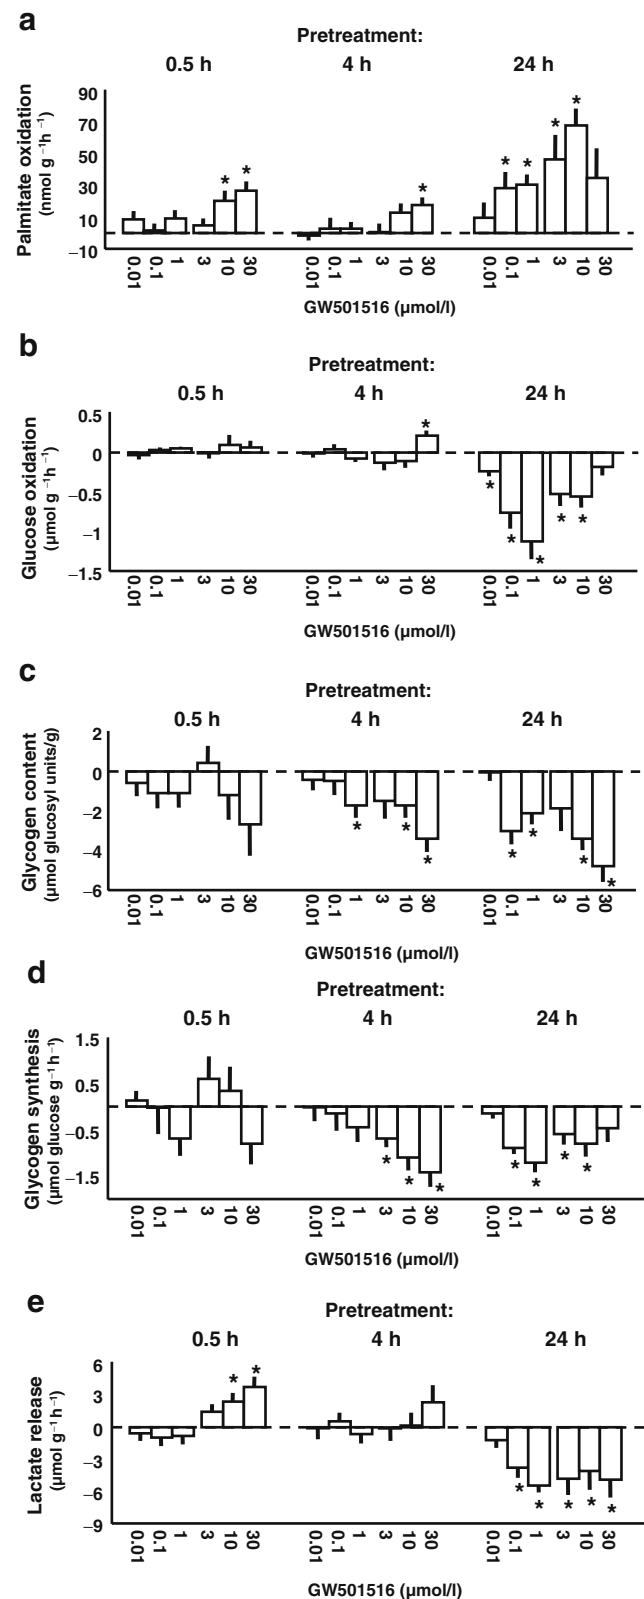 a
Pretreatment:
0.5 h 4 h 24 h
Palmitate oxidation
(nmol g⁻¹h⁻¹)
90
70
50
30
10
−10
0.01 0.1 1 3 10 30 0.01 0.1 1 3 10 30 0.01 0.1 1 3 10 30
* * * * * * *
GW501516 (µmol/l)
b
Pretreatment:
0.5 h 4 h 24 h
Glucose oxidation
(µmol g⁻¹h⁻¹)
0.5
0
−0.5
−1
−1.5
* * * * * *
0.01 0.1 1 3 10 30 0.01 0.1 1 3 10 30 0.01 0.1 1 3 10 30
GW501516 (µmol/l)
c
Pretreatment:
0.5 h 4 h 24 h
Glycogen content
(µmol glucosyl units/g)
2
0
−2
−4
−6
* * * * * * *
0.01 0.1 1 3 10 30 0.01 0.1 1 3 10 30 0.01 0.1 1 3 10 30
GW501516 (µmol/l)
d
Pretreatment:
0.5 h 4 h 24 h
Glycogen synthesis
(µmol glucose g⁻¹h⁻¹)
1.5
0.5
−0.5
−1.5
* * * * * * *
0.01 0.1 1 3 10 30 0.01 0.1 1 3 10 30 0.01 0.1 1 3 10 30
GW501516 (µmol/l)
e
Pretreatment:
0.5 h 4 h 24 h
Lactate release
(µmol g⁻¹h⁻¹)
6
3
0
−3
−6
−9
* * * * * * *
0.01 0.1 1 3 10 30 0.01 0.1 1 3 10 30 0.01 0.1 1 3 10 30
GW501516 (µmol/l)